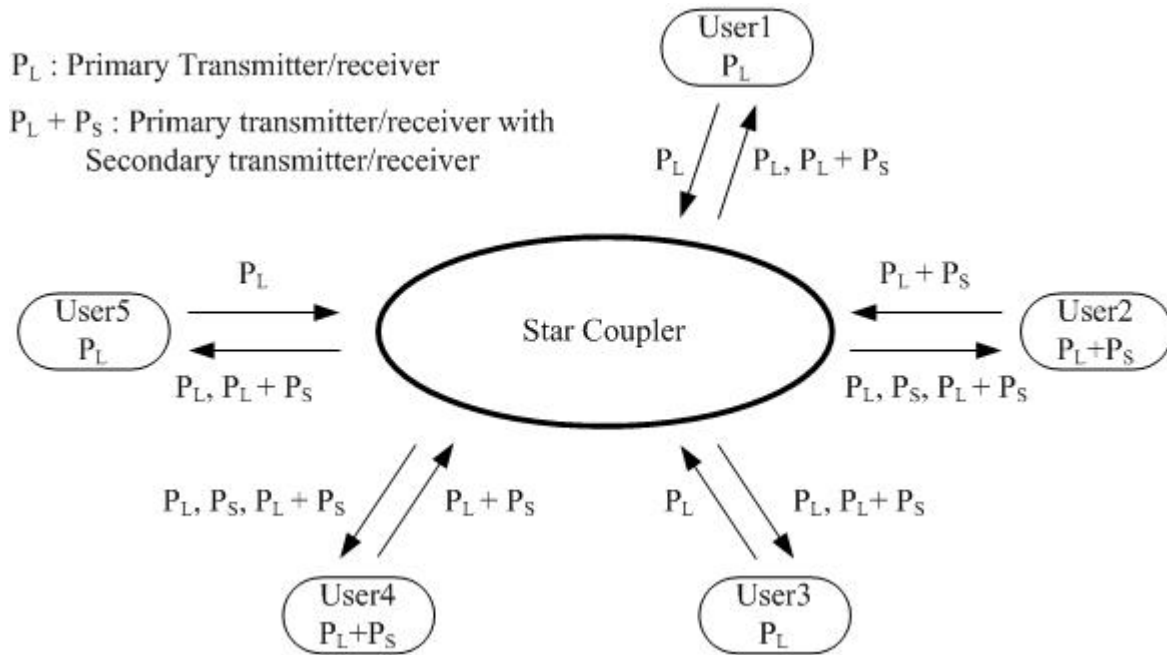 User1
P_L
P_L : Primary Transmitter/receiver
P_L + P_S : Primary transmitter/receiver with
Secondary transmitter/receiver
P_L
P_L, P_L + P_S
P_L
P_L + P_S
User5
P_L
Star Coupler
User2
P_L+P_S
P_L, P_L + P_S
P_L, P_S, P_L + P_S
P_L, P_S, P_L + P_S
P_L + P_S
P_L
P_L, P_L+ P_S
User4
P_L+P_S
User3
P_L